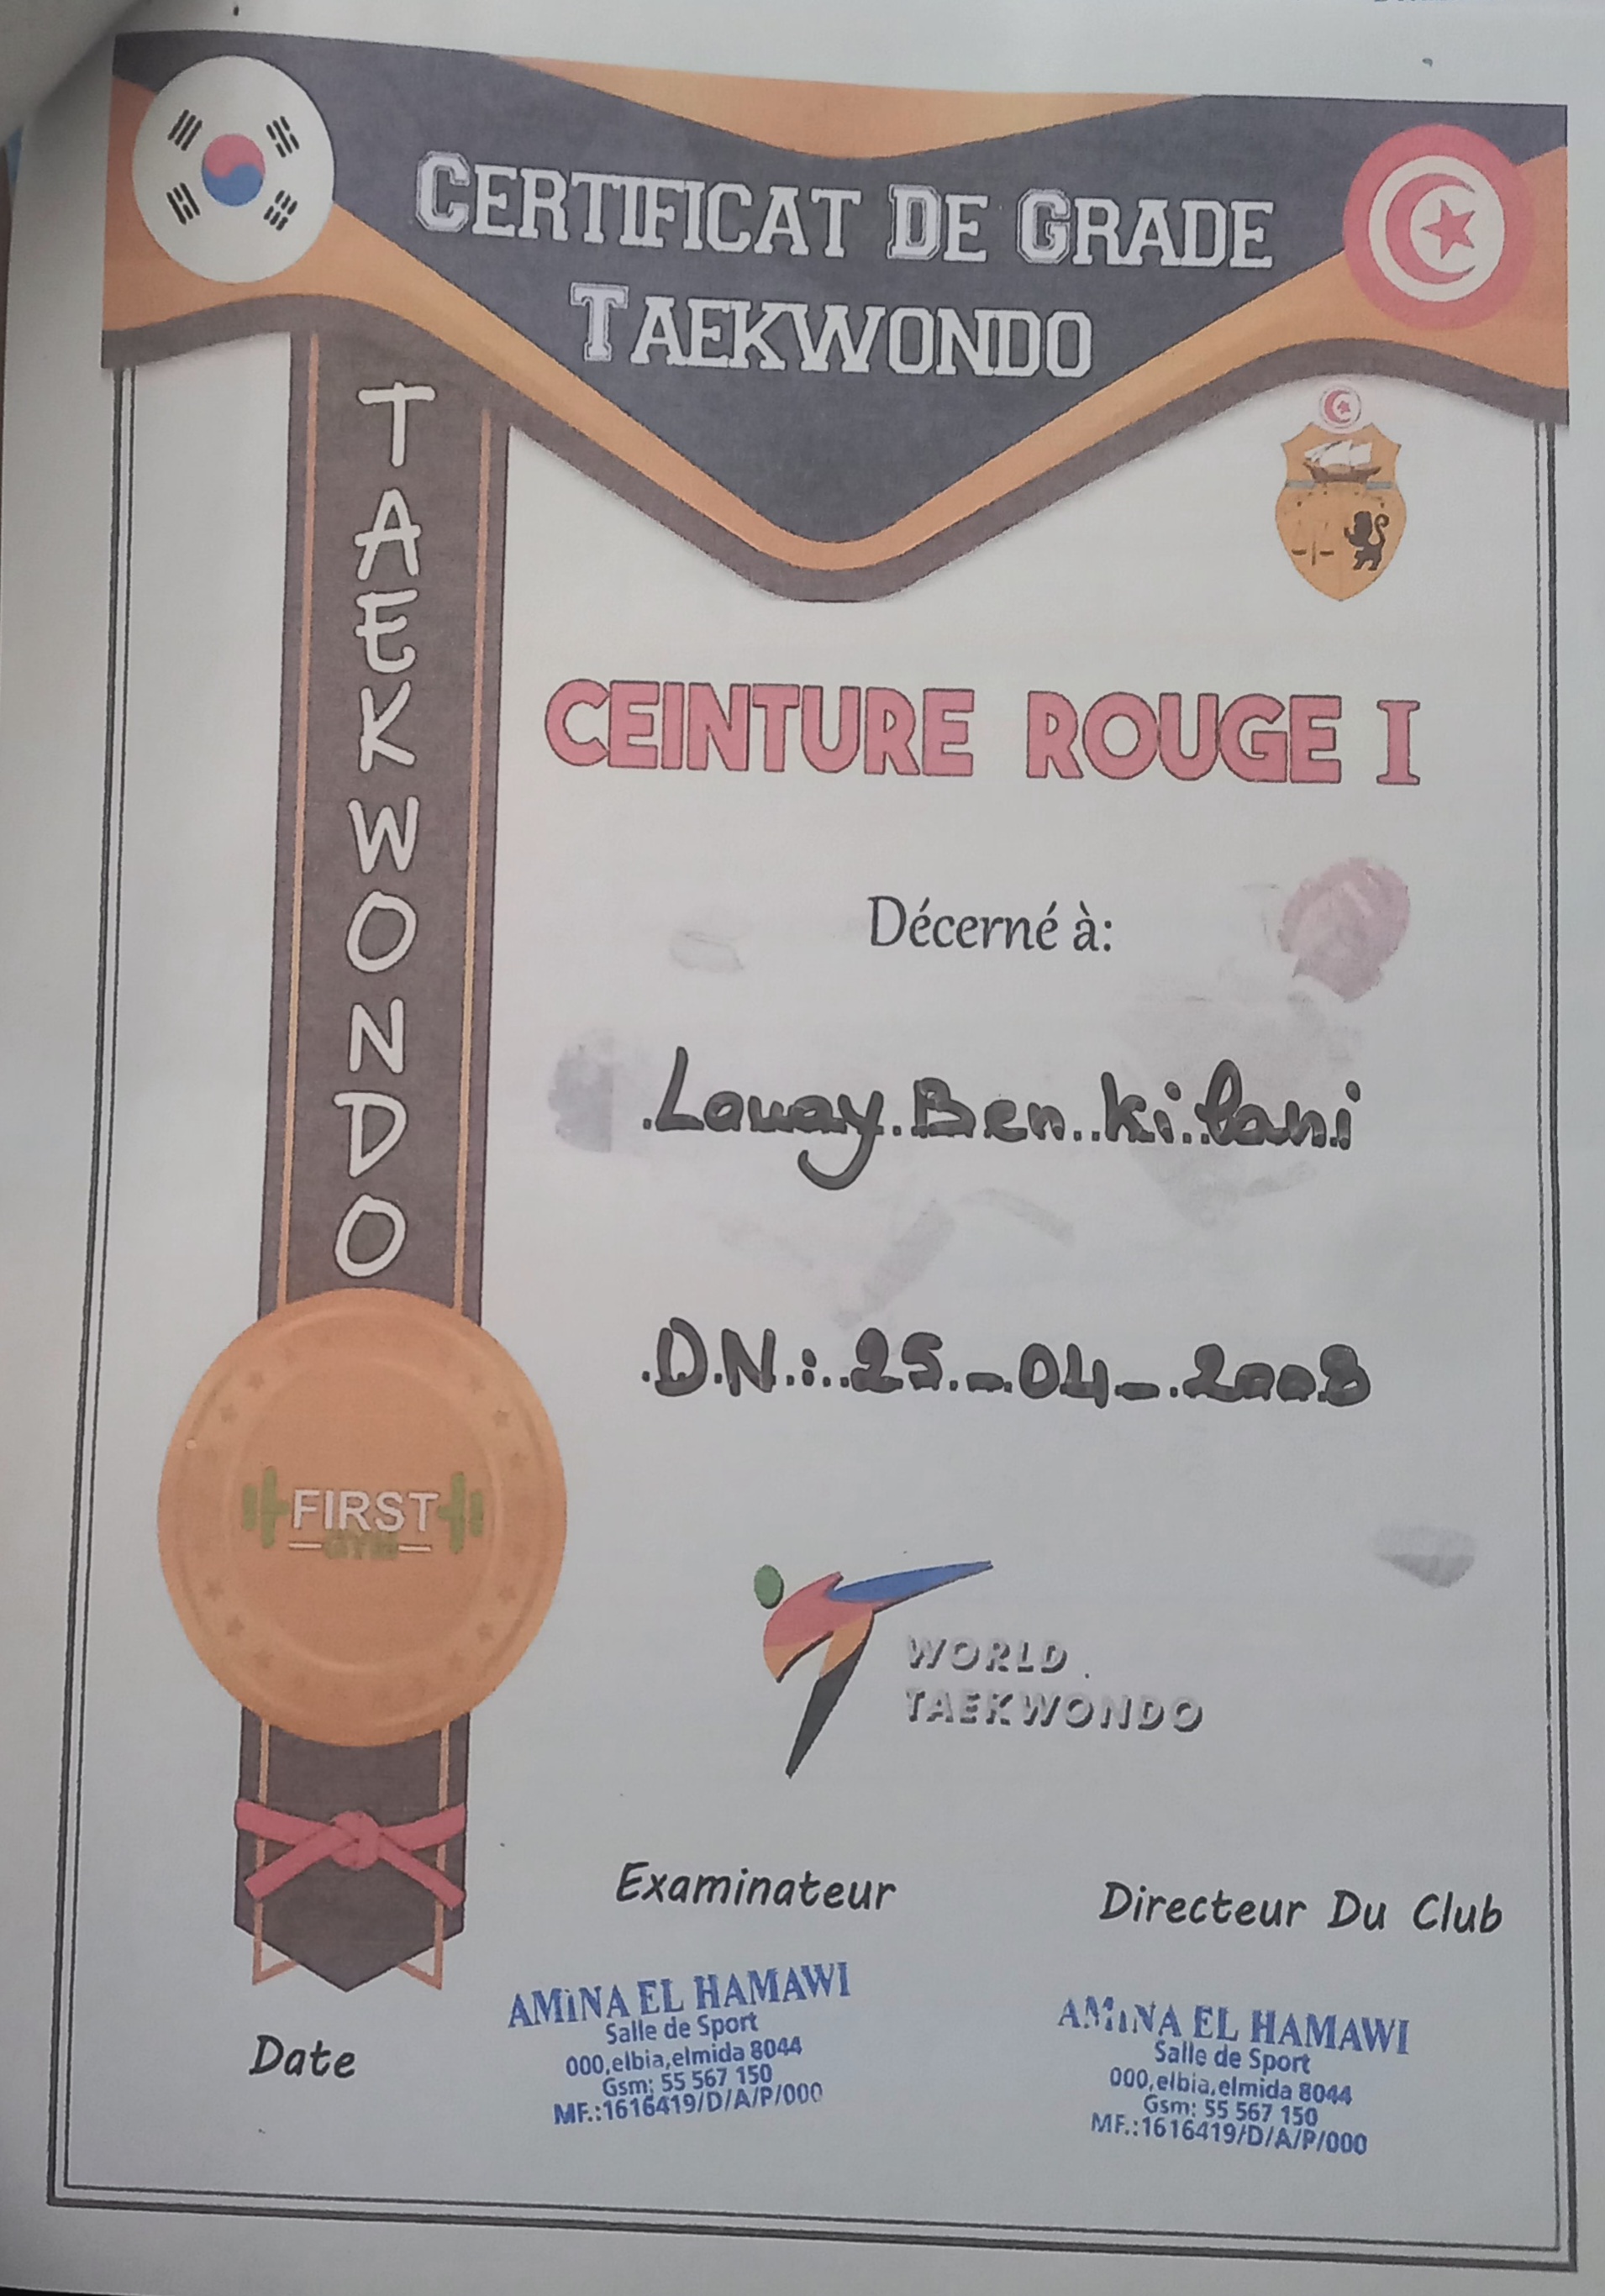 CERTIFICAT DE GRADE
TAEKWONDO
TAEKWONDO
CEINTURE ROUGE I
Décerné à:
Louay Ben Kilani
D.N.: 25-04-2008
FIRST
GYM
WORLD
TAEKWONDO
Examinateur
Directeur Du Club
Date
AMiNA EL HAMAWI
Salle de Sport
000,elbia,elmida 8044
Gsm: 55 567 150
MF.:1616419/D/A/P/000
AMiNA EL HAMAWI
Salle de Sport
000,elbia,elmida 8044
Gsm: 55 567 150
MF.:1616419/D/A/P/000